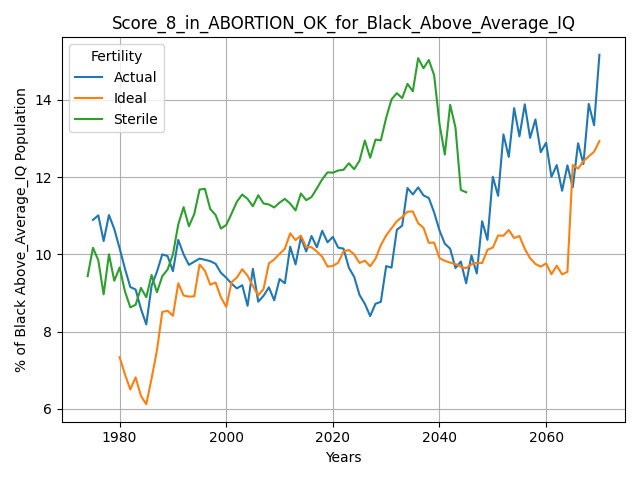 Score_8_in_ABORTION_OK_for_Black_Above_Average_IQ
Fertility
Actual
Ideal
Sterile
% of Black Above_Average_IQ Population
14
12
10
8
6
1980 2000 2020 2040 2060
Years